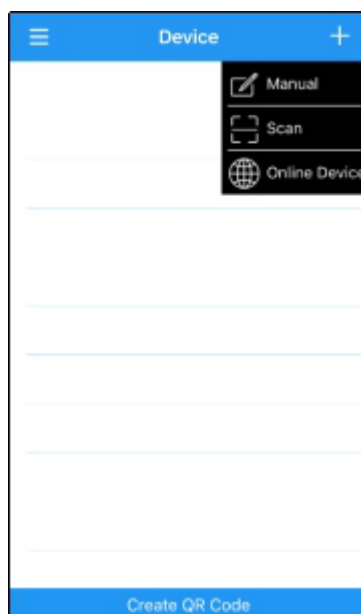 Device
Manual
Scan
Online Device
Create QR Code